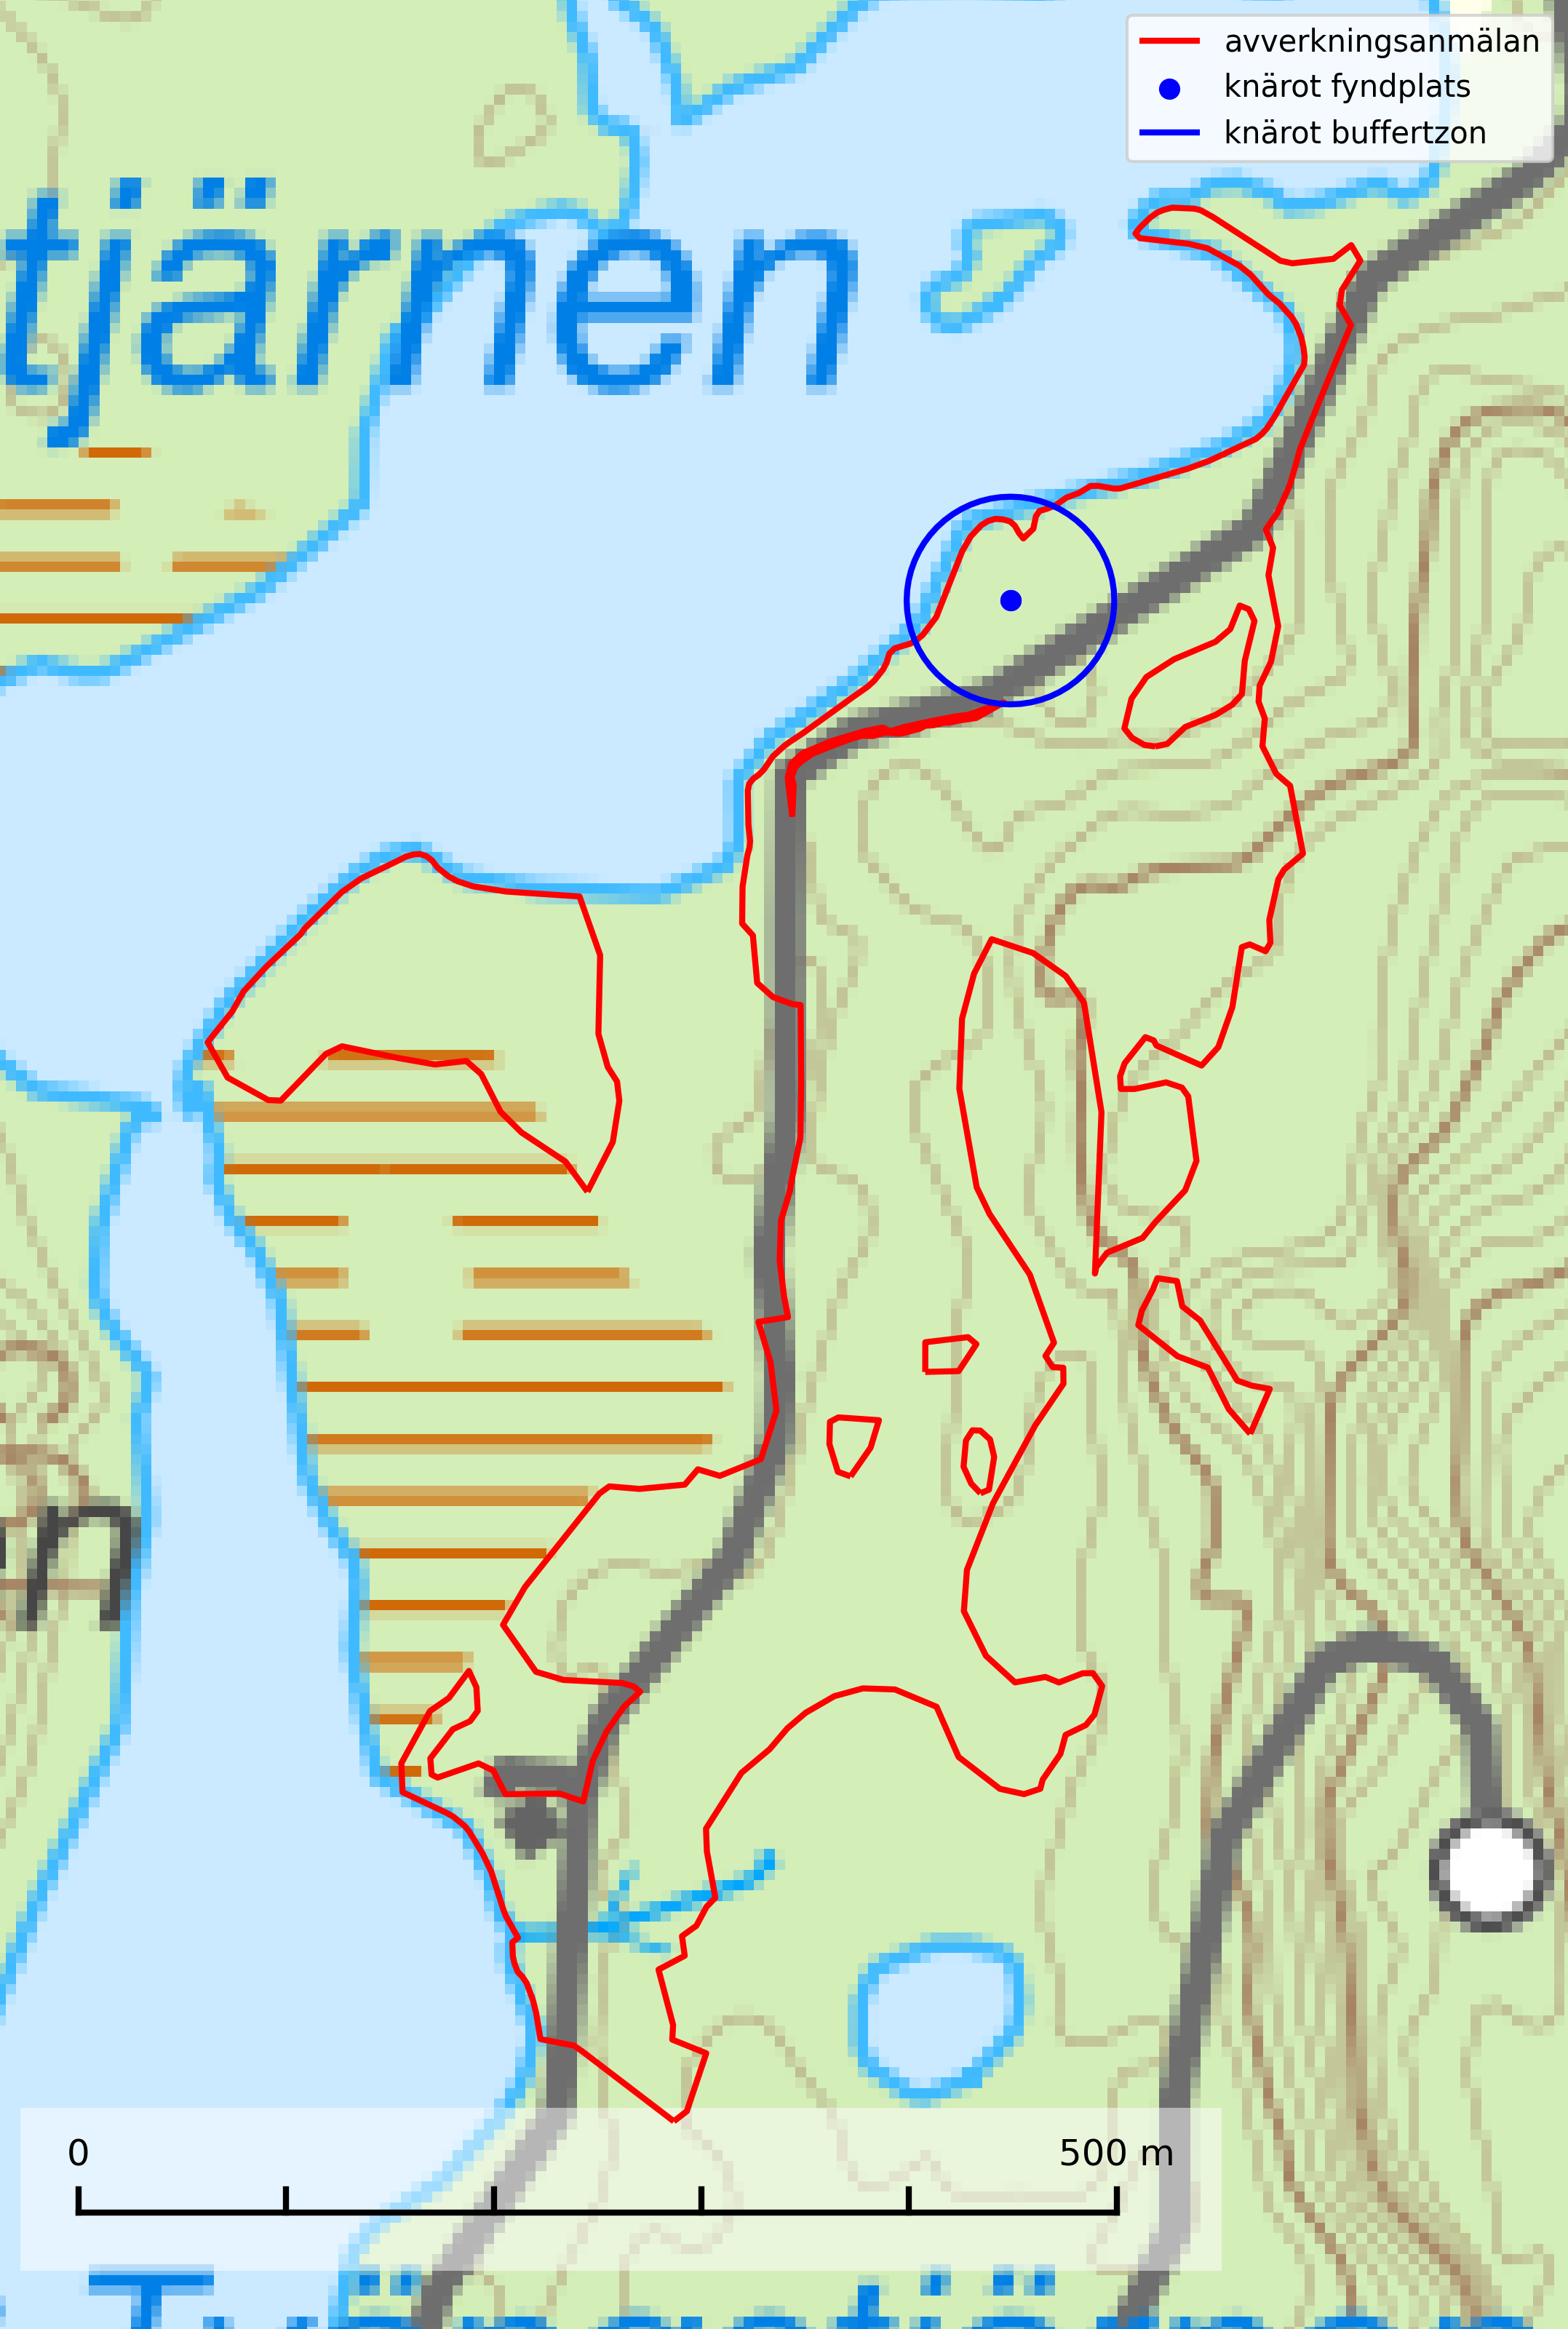 avverkningsanmälan
knärot fyndplats
knärot buffertzon
tjärnen
n
0
500 m